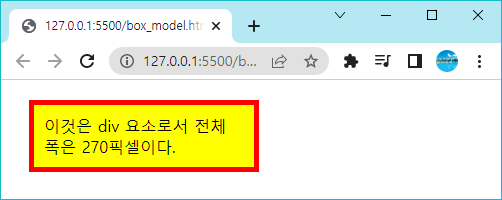 127.0.0.1:5500/box_model.htm
127.0.0.1:5500/b...
이것은 div 요소로서 전체
폭은 270픽셀이다.